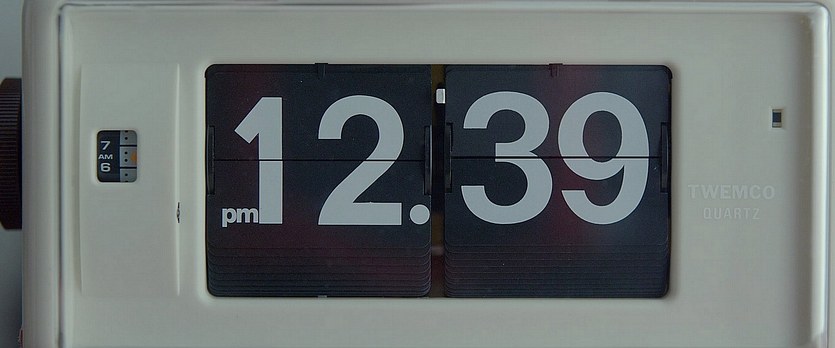 7
AM
6
pm 12.39
TWEMCO
QUARTZ